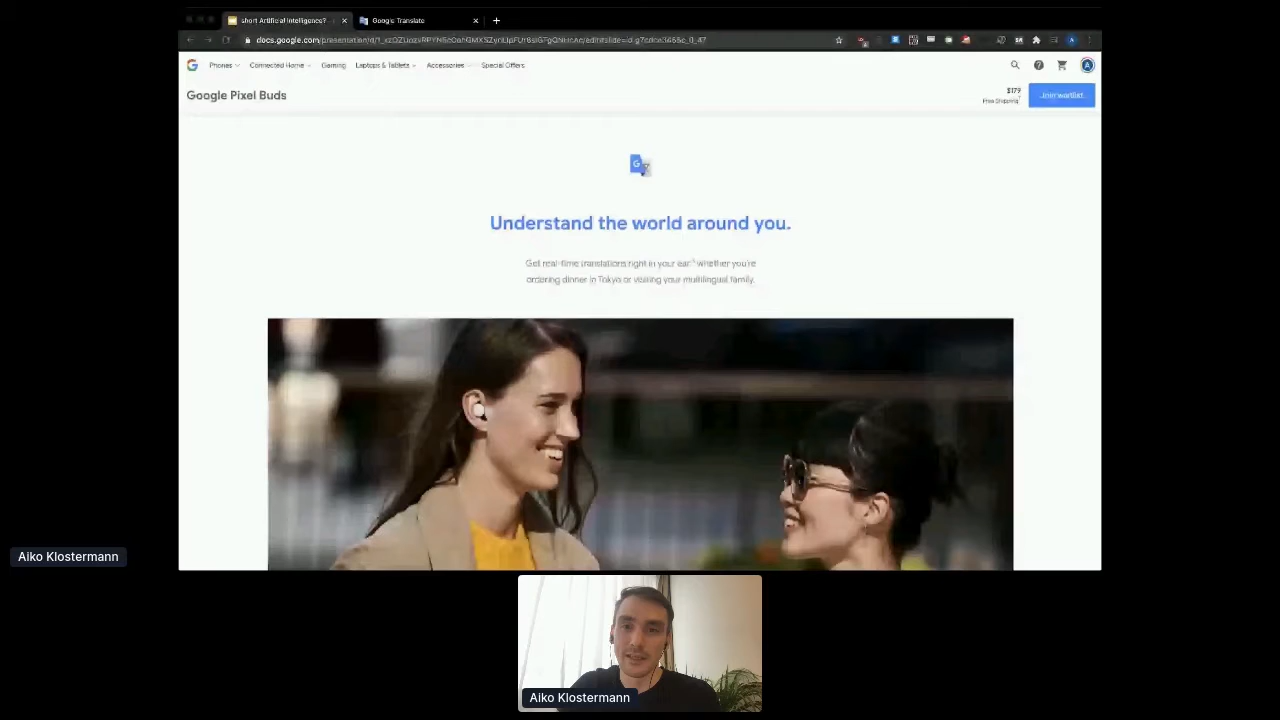 short Artificial Intelligence?
Google Translate
Phones
Connected Home
Gaming
Laptops & Tablets
Accessories
Special Offers
Google Pixel Buds
$179
Free Shipping
Join waitlist
Understand the world around you.
Get real-time translations right in your ear whether you're
ordering dinner in Tokyo or visiting your multilingual family.
Aiko Klostermann
Aiko Klostermann